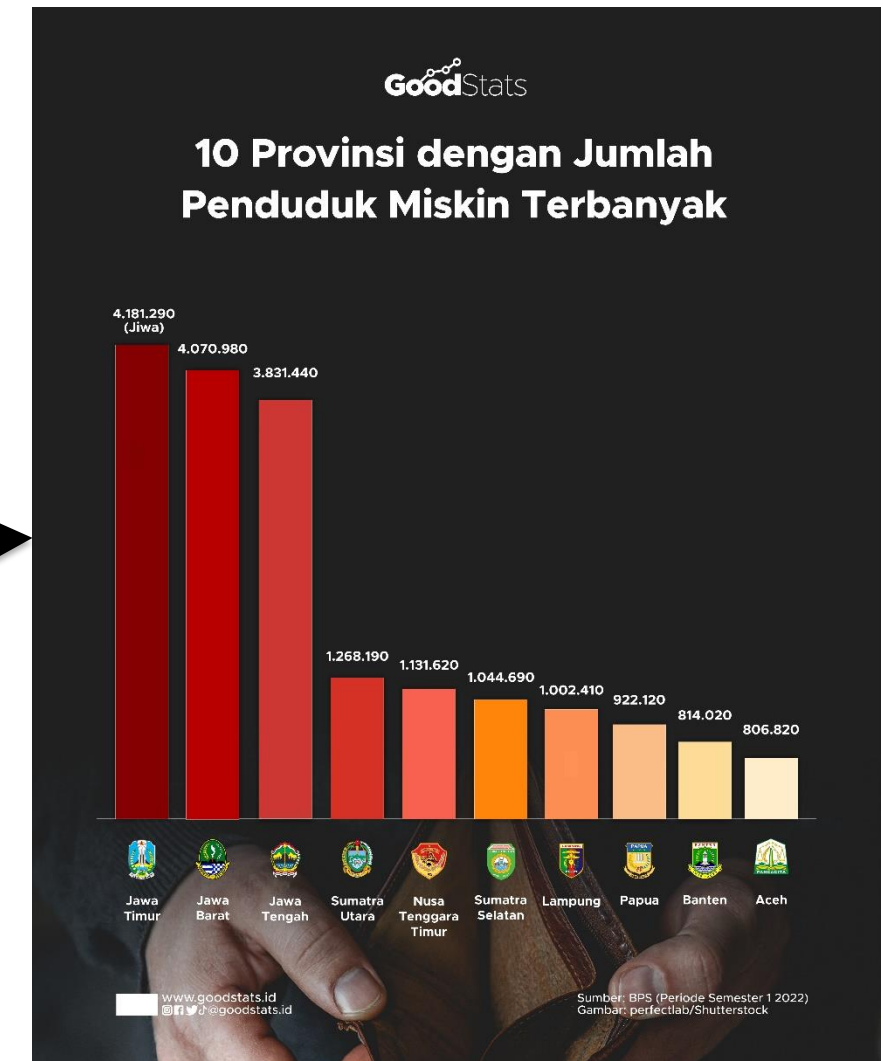 GoodStats
10 Provinsi dengan Jumlah
Penduduk Miskin Terbanyak
4.181.290
(Jiwa)
4.070.980
3.831.440
1.268.190
1.131.620
1.044.690
1.002.410
922.120
814.020
806.820
PAPUA
Jawa
Timur
Jawa
Barat
Jawa
Tengah
Sumatra
Utara
Nusa
Tenggara
Timur
Sumatra
Selatan
Lampung
Papua
Banten
Aceh
www.goodstats.id
@goodstats.id
Sumber: BPS (Periode Semester 1 2022)
Gambar: perfectlab/Shutterstock